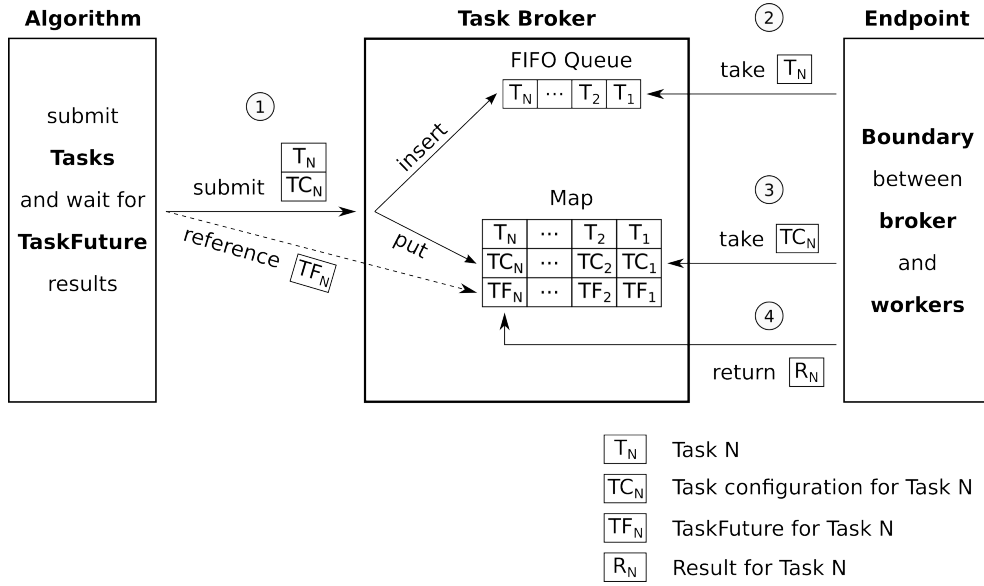 Algorithm
submit
Tasks
and wait for
TaskFuture
results
1
submit
T_N
TC_N
reference TF_N
Task Broker
FIFO Queue
T_N ... T_2 T_1
insert
put
Map
T_N ... T_2 T_1
TC_N ... TC_2 TC_1
TF_N ... TF_2 TF_1
2
take T_N
3
take TC_N
4
return R_N
Endpoint
Boundary
between
broker
and
workers
T_N Task N
TC_N Task configuration for Task N
TF_N TaskFuture for Task N
R_N Result for Task N